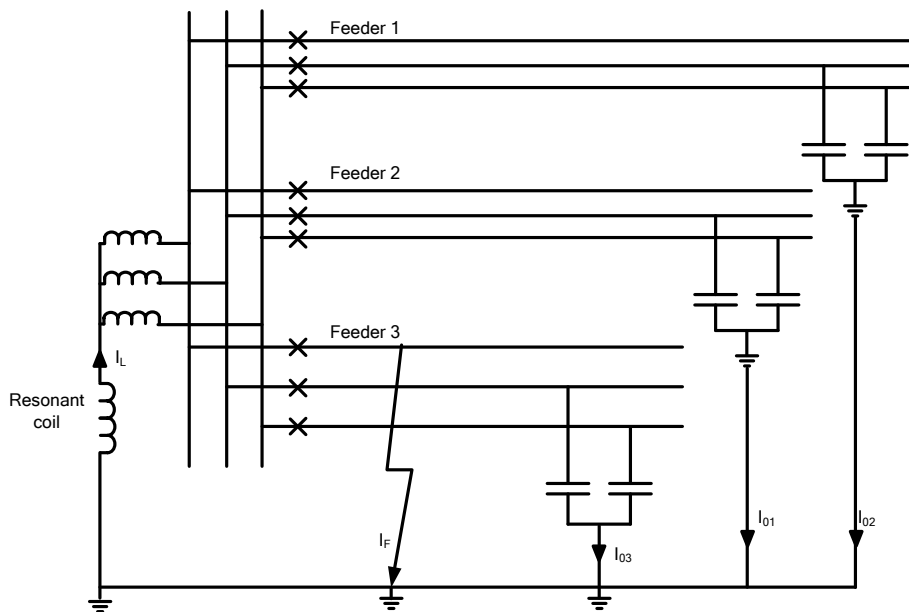 Feeder 1
Feeder 2
Feeder 3
I_L
Resonant
coil
I_F
I_03
I_01
I_02